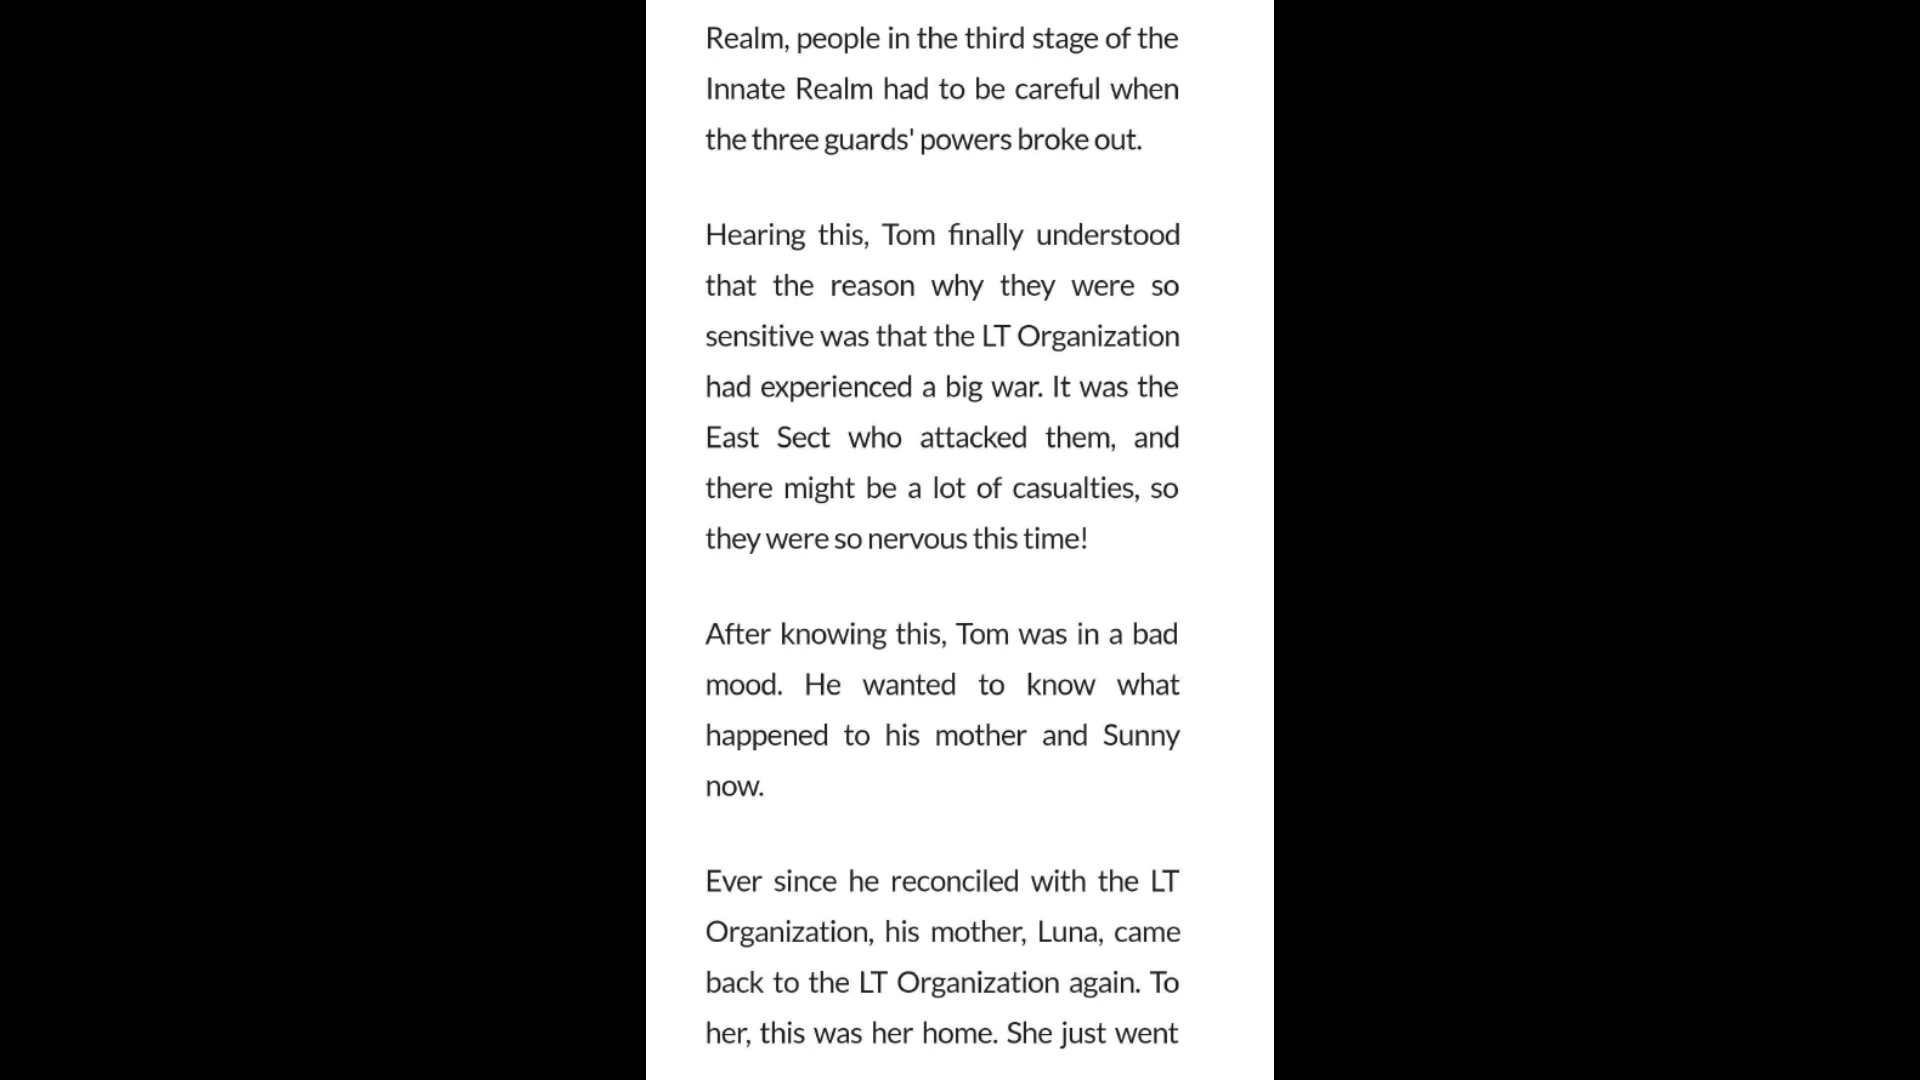 Realm, people in the third stage of the
Innate Realm had to be careful when
the three guards' powers broke out.
Hearing this, Tom finally understood
that the reason why they were so
sensitive was that the LT Organization
had experienced a big war. It was the
East Sect who attacked them, and
there might be a lot of casualties, so
they were so nervous this time!
After knowing this, Tom was in a bad
mood. He wanted to know what
happened to his mother and Sunny
now.
Ever since he reconciled with the LT
Organization, his mother, Luna, came
back to the LT Organization again. To
her, this was her home. She just went